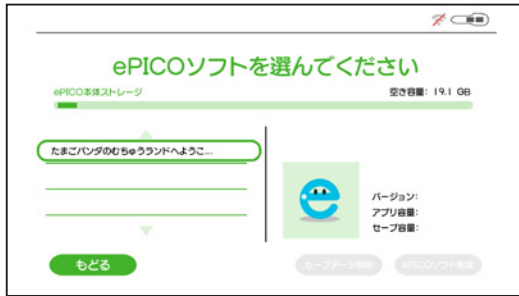 ePICOソフトを選んでください
ePICO本体ストレージ
空き容量: 19.1 GB
たまごパンダのむちゅうランドへようこ...
バージョン:
アプリ容量:
セーブ容量:
もどる
セーブデータ削除
ePICOソフト削除